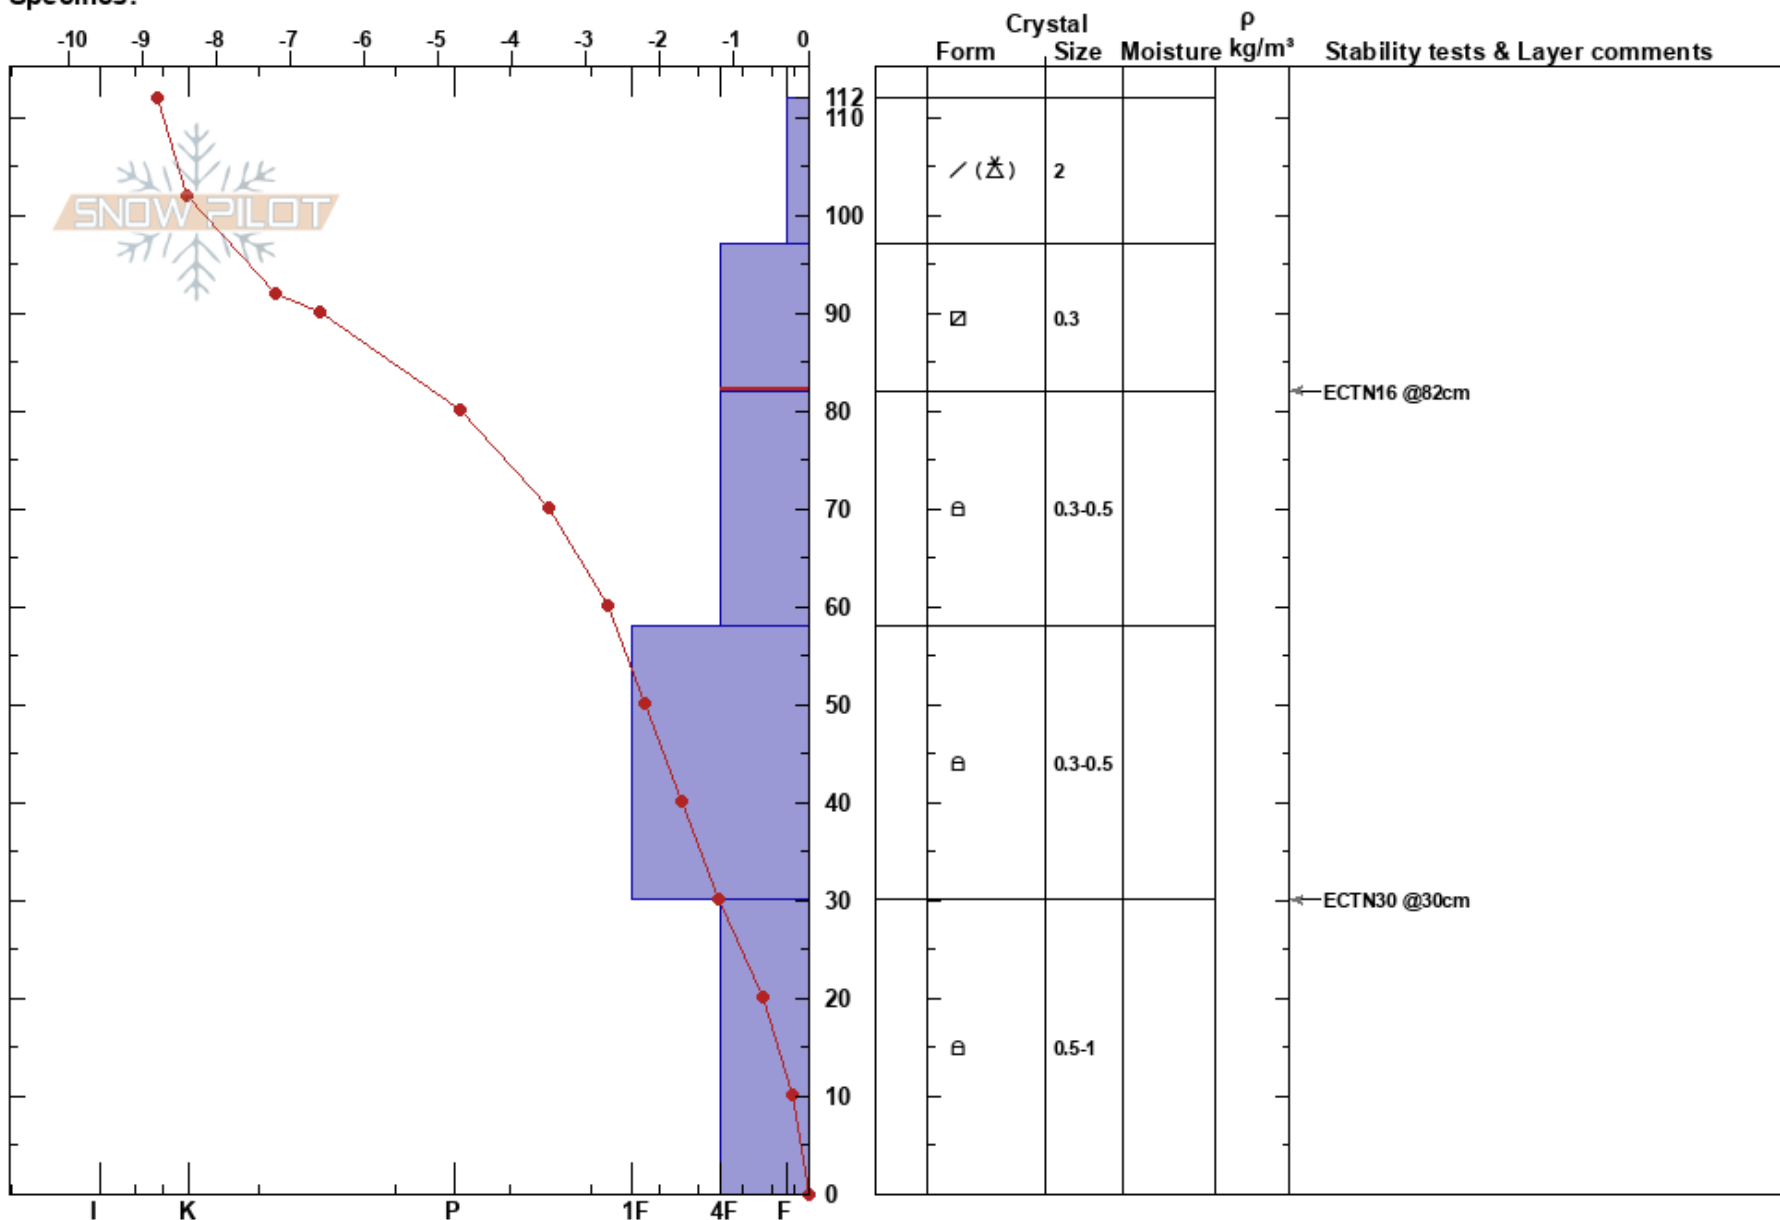 Specifics:
Crystal ρ
-10 -9 -8 -7 -6 -5 -4 -3 -2 -1 0
Form Size Moisture kg/m³ Stability tests & Layer comments
112
110
SNOW PILOT
/ ( ) 2
100
90
0.3
ECTN16 @82cm
80
70
0.3-0.5
60
50
0.3-0.5
40
30
ECTN30 @30cm
20
0.5-1
10
0
I K P 1F 4F F